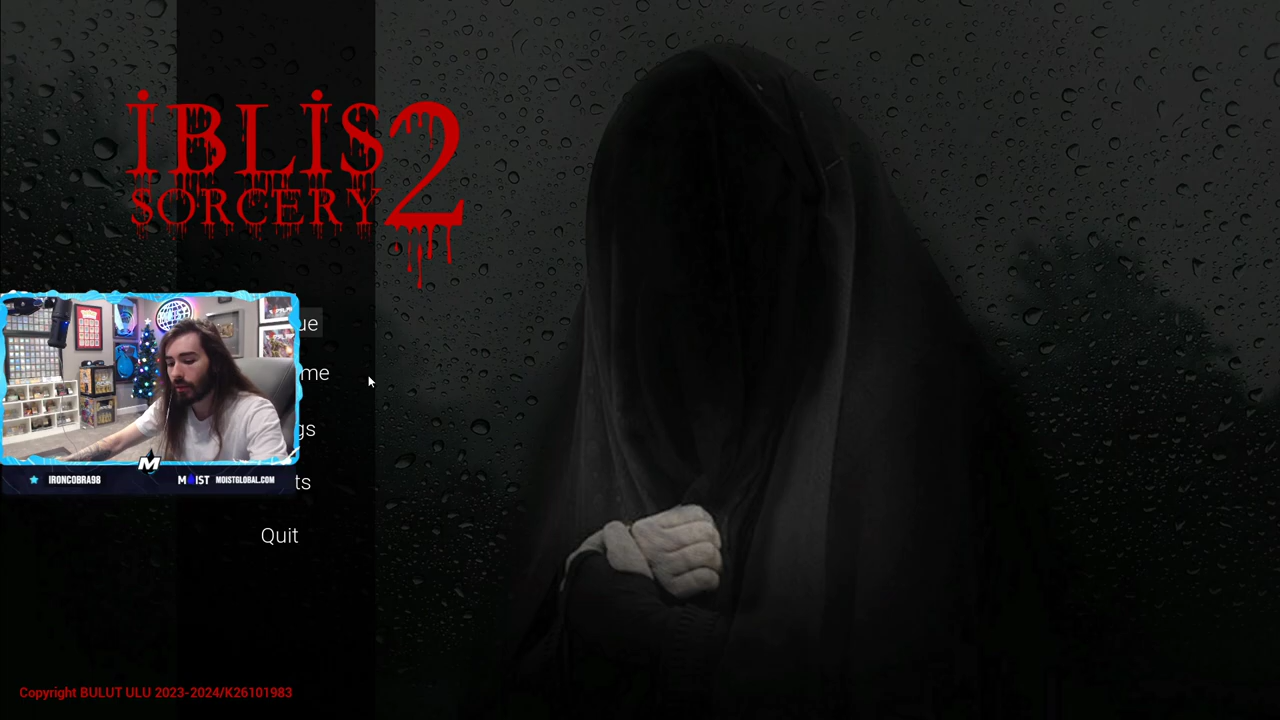 İBLİS
SORCERY 2
ue
me
gs
ts
IRONCOBRA98
MOIST MOISTGLOBAL.COM
Quit
Copyright BULUT ULU 2023-2024/K26101983